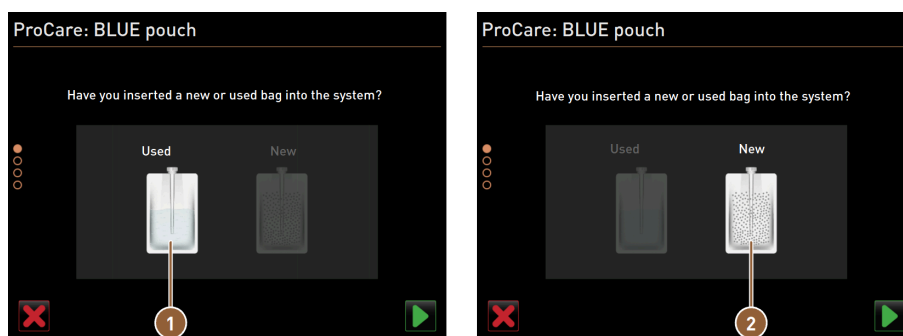 ProCare: BLUE pouch
Have you inserted a new or used bag into the system?
Used New
1
ProCare: BLUE pouch
Have you inserted a new or used bag into the system?
Used New
2